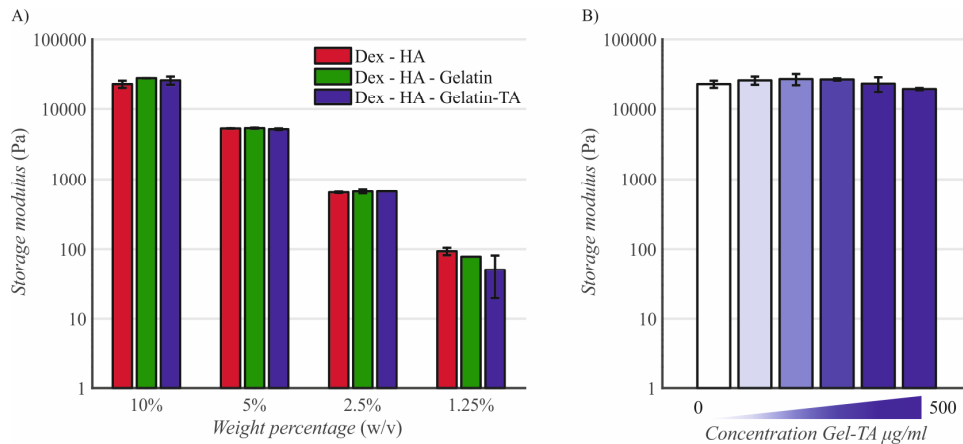 A)
100000
10000
1000
100
10
1
Storage modulus (Pa)
Dex - HA
Dex - HA - Gelatin
Dex - HA - Gelatin-TA
10%
5%
2.5%
1.25%
Weight percentage (w/v)
B)
100000
10000
1000
100
10
1
Storage modulus (Pa)
0
500
Concentration Gel-TA μg/ml